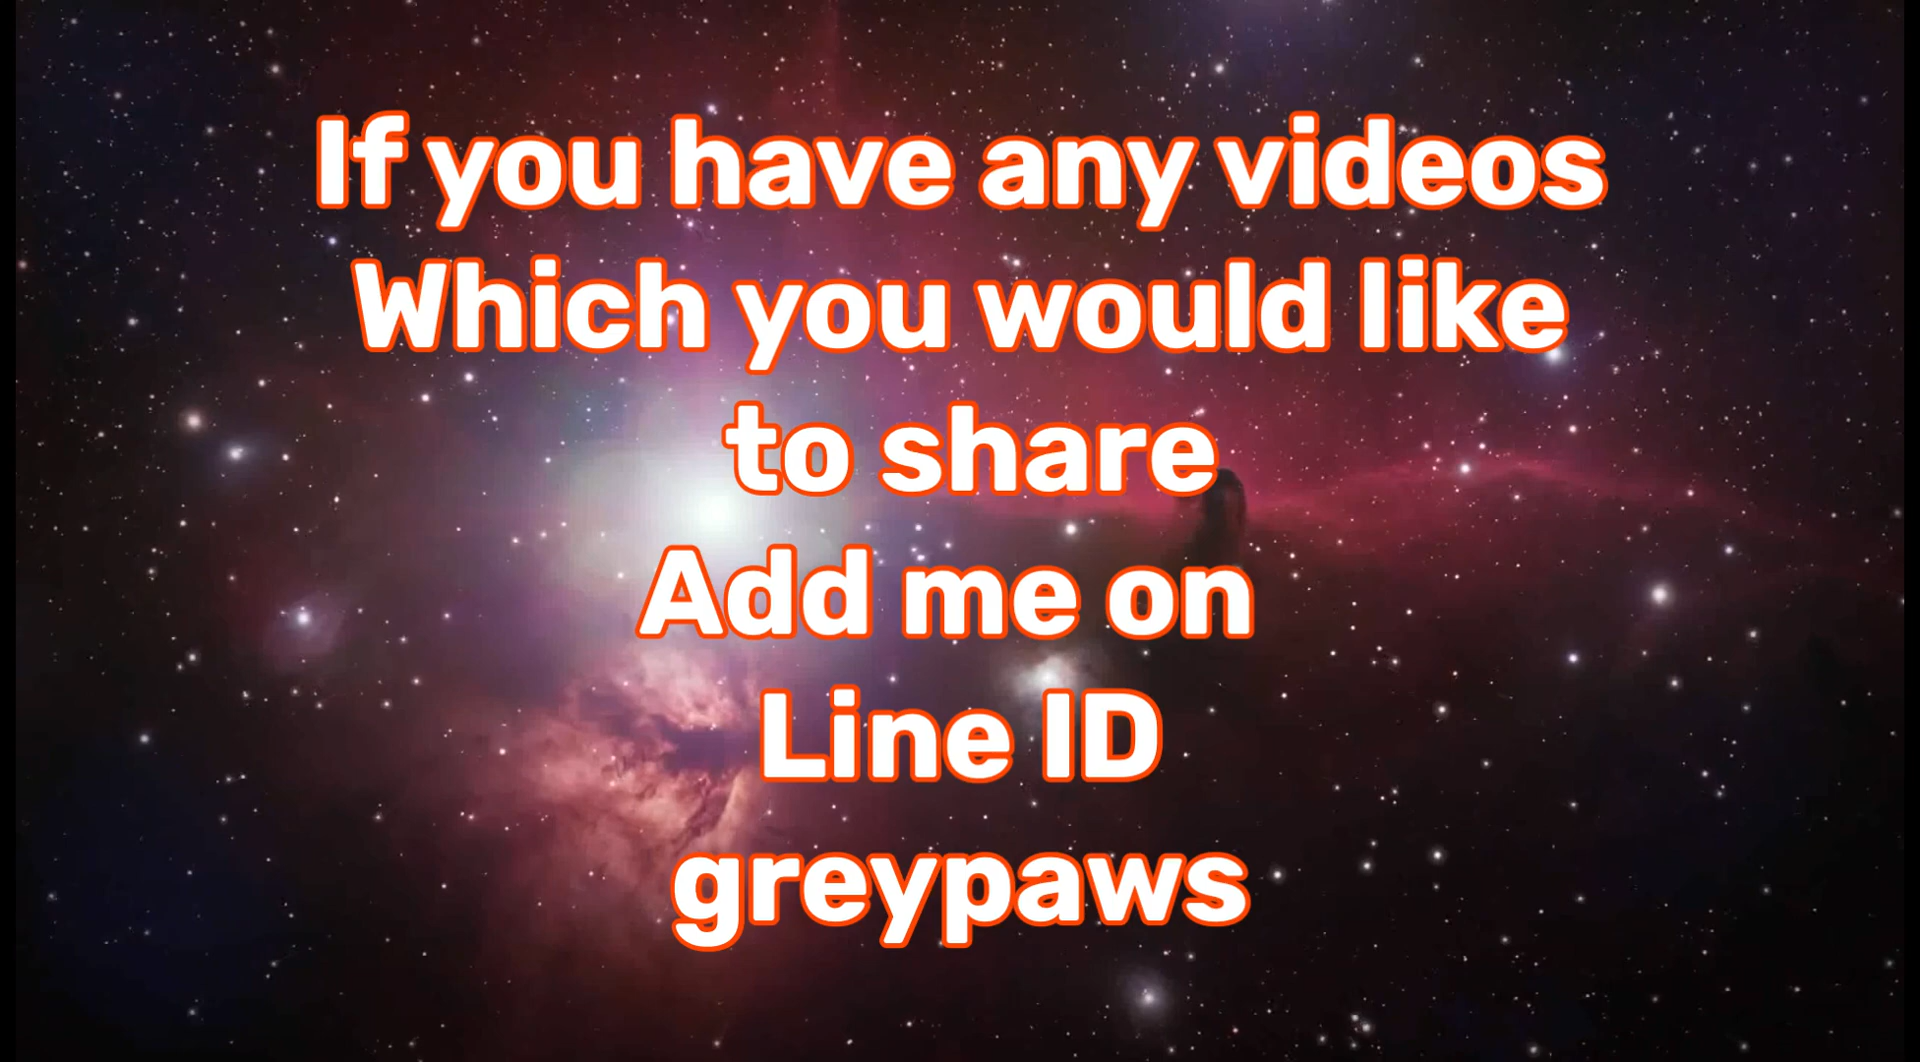 If you have any videos
Which you would like
to share
Add me on
Line ID
greypaws